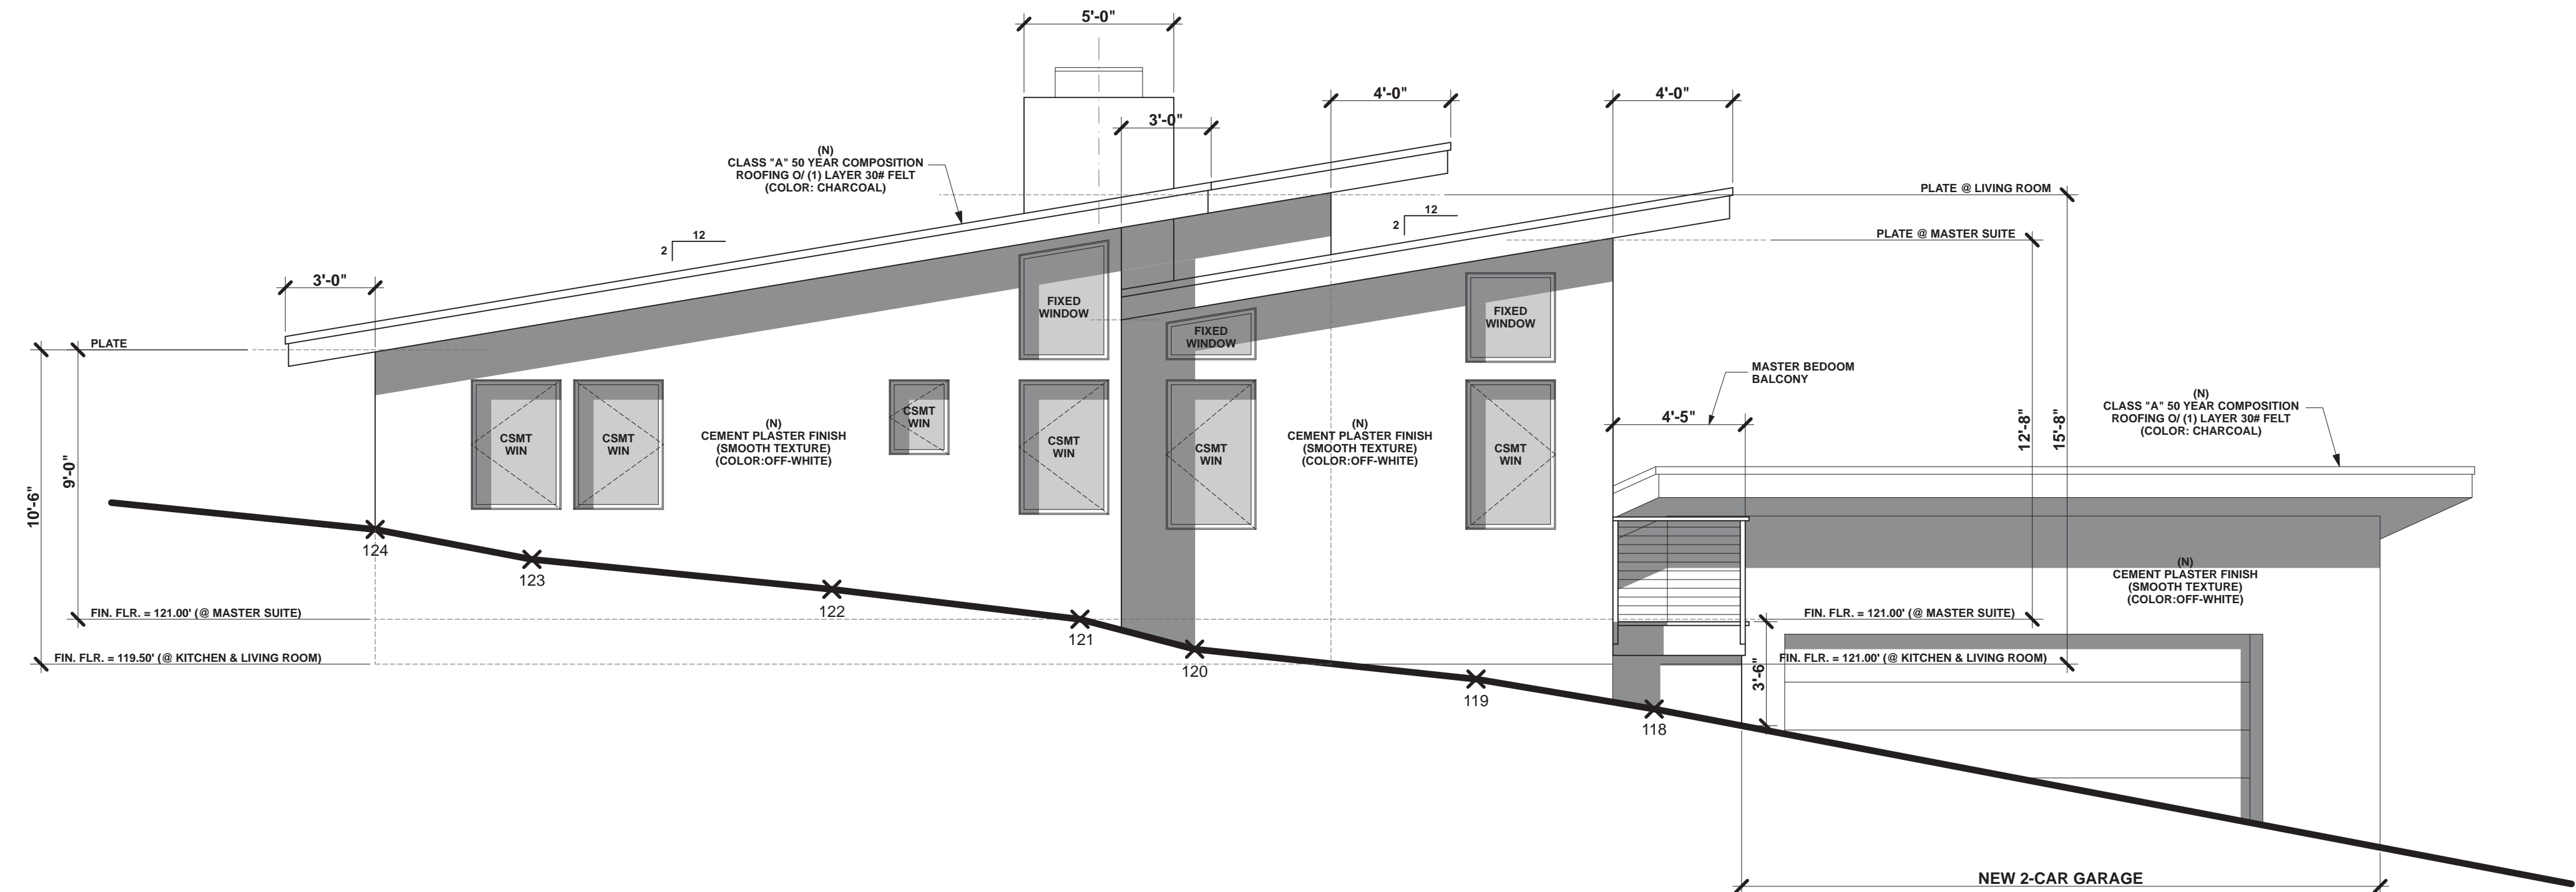 5'-0"
4'-0"
4'-0"
3'-0"
(N)
CLASS "A" 50 YEAR COMPOSITION
ROOFING O/ (1) LAYER 30# FELT
(COLOR: CHARCOAL)
PLATE @ LIVING ROOM
12
2
12
2
PLATE @ MASTER SUITE
3'-0"
FIXED
WINDOW
FIXED
WINDOW
FIXED
WINDOW
PLATE
MASTER BEDOOM
BALCONY
(N)
CLASS "A" 50 YEAR COMPOSITION
ROOFING O/ (1) LAYER 30# FELT
(COLOR: CHARCOAL)
4'-5"
12'-8"
15'-8"
CSMT
WIN
CSMT
WIN
(N)
CEMENT PLASTER FINISH
(SMOOTH TEXTURE)
(COLOR:OFF-WHITE)
CSMT
WIN
CSMT
WIN
CSMT
WIN
(N)
CEMENT PLASTER FINISH
(SMOOTH TEXTURE)
(COLOR:OFF-WHITE)
CSMT
WIN
10'-6"
9'-0"
124
123
122
121
120
119
118
(N)
CEMENT PLASTER FINISH
(SMOOTH TEXTURE)
(COLOR:OFF-WHITE)
FIN. FLR. = 121.00' (@ MASTER SUITE)
FIN. FLR. = 121.00' (@ MASTER SUITE)
FIN. FLR. = 119.50' (@ KITCHEN & LIVING ROOM)
FIN. FLR. = 121.00' (@ KITCHEN & LIVING ROOM)
3'-6"
NEW 2-CAR GARAGE